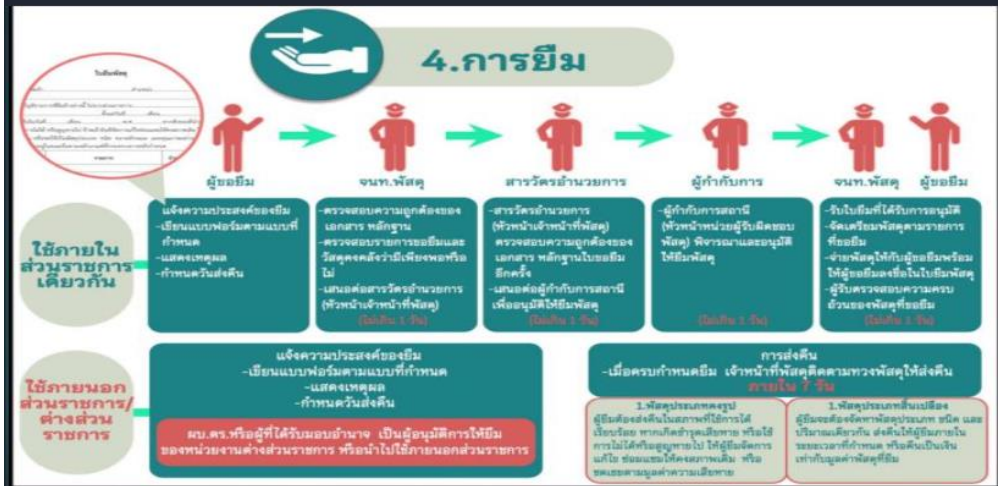 4.การยืม
ใบยืมพัสดุ
ผู้ขอยืม
จนท.พัสดุ
สารวัตรอำนวยการ
ผู้กำกับการ
จนท.พัสดุ
ผู้ขอยืม
ใช้ภายใน
ส่วนราชการ
เดียวกัน
แจ้งความประสงค์ขอยืม
-เขียนแบบฟอร์มตามแบบที่
กำหนด
-แสดงเหตุผล
-กำหนดวันส่งคืน
-ตรวจสอบความถูกต้องของ
เอกสาร หลักฐาน
-ตรวจสอบรายการขอยืมและ
วัสดุคงคลังว่ามีเพียงพอหรือ
ไม่
-เสนอต่อสารวัตรอำนวยการ
(หัวหน้าเจ้าหน้าที่พัสดุ)
(ไม่เกิน 1 วัน)
-สารวัตรอำนวยการ
(หัวหน้าเจ้าหน้าที่พัสดุ)
ตรวจสอบความถูกต้องของ
เอกสาร หลักฐานใบขอยืม
อีกครั้ง
-เสนอต่อผู้กำกับการสถานี
เพื่ออนุมัติให้ยืมพัสดุ
(ไม่เกิน 1 วัน)
-ผู้กำกับการสถานี
(หัวหน้าหน่วยผู้รับผิดชอบ
พัสดุ) พิจารณาและอนุมัติ
ให้ยืมพัสดุ
(ไม่เกิน 1 วัน)
-รับใบยืมที่ได้รับการอนุมัติ
-จัดเตรียมพัสดุตามรายการ
ที่ขอยืม
-จ่ายพัสดุให้กับผู้ขอยืมพร้อม
ให้ผู้ขอยืมลงชื่อในใบยืมพัสดุ
-ผู้รับตรวจสอบความครบ
ถ้วนของพัสดุที่ขอยืม
(ไม่เกิน 1 วัน)
ใช้ภายนอก
ส่วนราชการ/
ต่างส่วน
ราชการ
แจ้งความประสงค์ขอยืม
-เขียนแบบฟอร์มตามแบบที่กำหนด
-แสดงเหตุผล
-กำหนดวันส่งคืน
ผบ.ตร.หรือผู้ที่ได้รับมอบอำนาจ เป็นผู้อนุมัติการให้ยืม
ของหน่วยงานต่างส่วนราชการ หรือนำไปใช้ภายนอกส่วนราชการ
การส่งคืน
-เมื่อครบกำหนดยืม เจ้าหน้าที่พัสดุติดตามทวงพัสดุให้ส่งคืน
ภายใน 7 วัน
1.พัสดุประเภทคงรูป
ผู้ยืมต้องส่งคืนในสภาพที่ใช้การได้
เรียบร้อย หากเกิดชำรุดเสียหาย หรือใช้
การไม่ได้หรือสูญหายไป ให้ผู้ยืมจัดการ
แก้ไข ซ่อมแซมให้คงสภาพเดิม หรือ
ชดเชยตามมูลค่าความเสียหาย
1.พัสดุประเภทสิ้นเปลือง
ผู้ยืมจะต้องจัดหาพัสดุประเภท ชนิด และ
ปริมาณเดียวกัน ส่งคืนให้ผู้ยืมภายใน
ระยะเวลาที่กำหนด หรือคืนเป็นเงิน
เท่ากับมูลค่าพัสดุที่ยืม